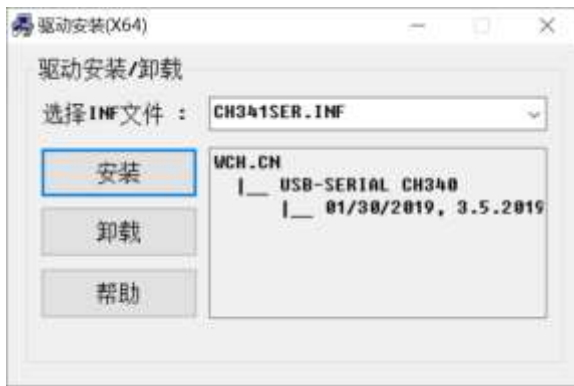 驱动安装(X64)
驱动安装/卸载
选择INF文件 :
CH341SER.INF
安装
卸载
帮助
WCH.CN
|__ USB-SERIAL CH340
|__ 01/30/2019, 3.5.2019